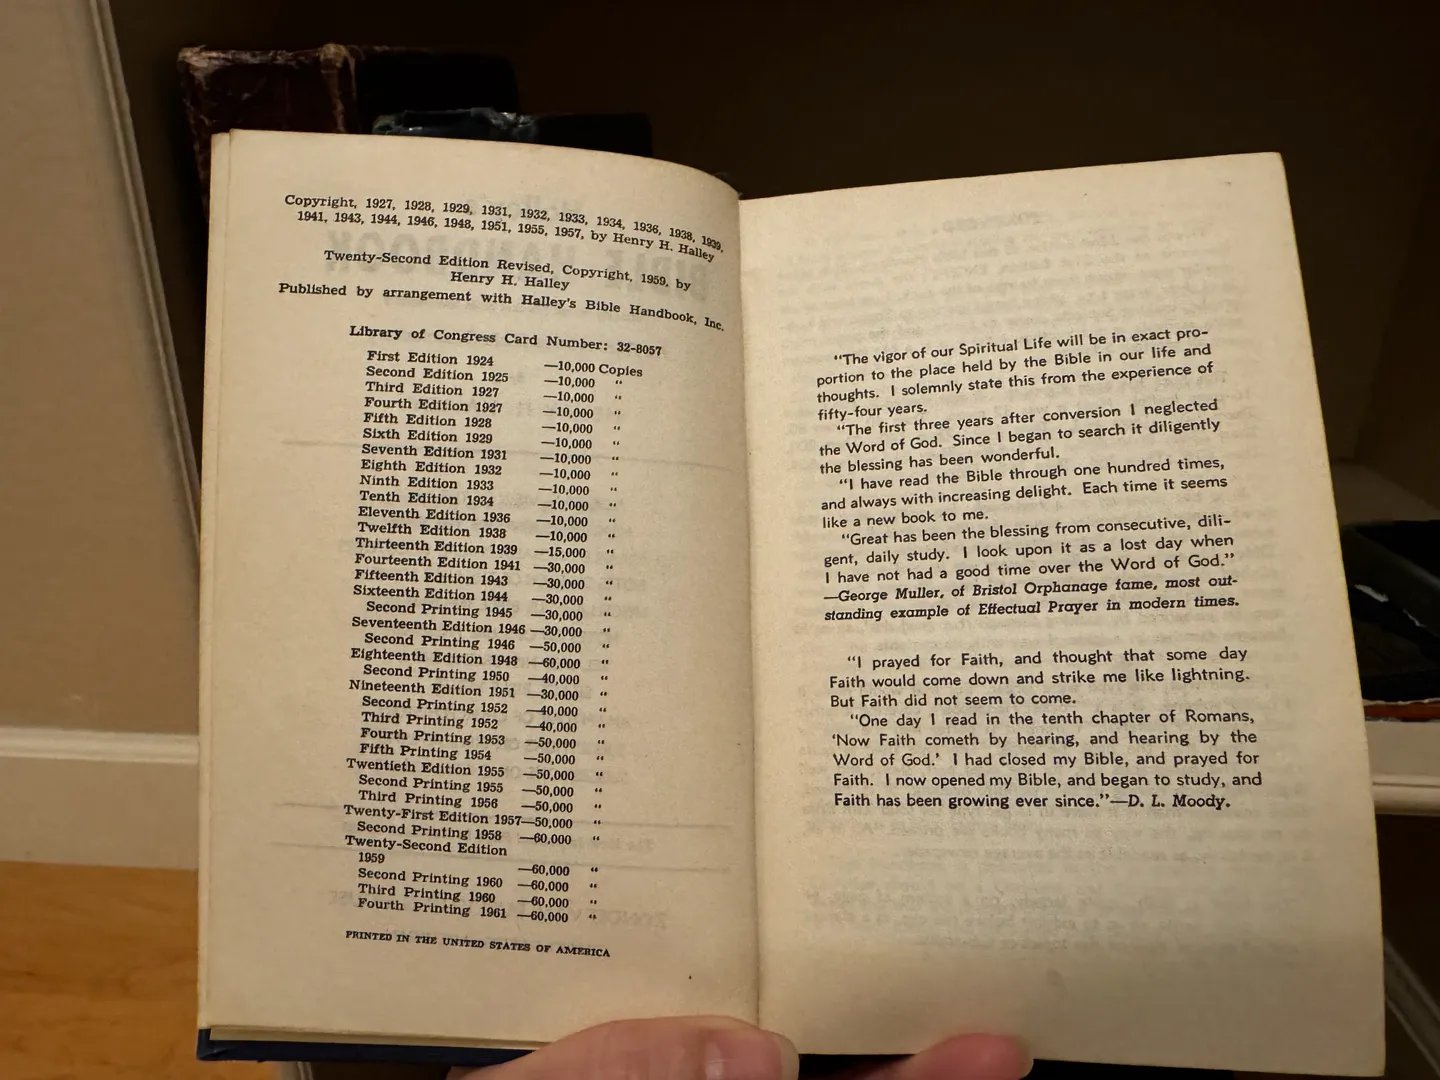 Copyright, 1927, 1928, 1929, 1931, 1932, 1933, 1934, 1936, 1938, 1939,
1941, 1943, 1944, 1946, 1948, 1951, 1955, 1957, by Henry H. Halley
Twenty-Second Edition Revised, Copyright, 1959, by
Henry H. Halley
Published by arrangement with Halley's Bible Handbook, Inc.
Library of Congress Card Number: 32-8057
First Edition 1924 —10,000 Copies
Second Edition 1925 —10,000 "
Third Edition 1927 —10,000 "
Fourth Edition 1927 —10,000 "
Fifth Edition 1928 —10,000 "
Sixth Edition 1929 —10,000 "
Seventh Edition 1931 —10,000 "
Eighth Edition 1932 —10,000 "
Ninth Edition 1933 —10,000 "
Tenth Edition 1934 —10,000 "
Eleventh Edition 1936 —10,000 "
Twelfth Edition 1938 —10,000 "
Thirteenth Edition 1939 —15,000 "
Fourteenth Edition 1941 —30,000 "
Fifteenth Edition 1943 —30,000 "
Sixteenth Edition 1944 —30,000 "
Second Printing 1945 —30,000 "
Seventeenth Edition 1946 —30,000 "
Second Printing 1946 —50,000 "
Eighteenth Edition 1948 —60,000 "
Second Printing 1950 —40,000 "
Nineteenth Edition 1951 —30,000 "
Second Printing 1952 —40,000 "
Third Printing 1952 —40,000 "
Fourth Printing 1953 —50,000 "
Fifth Printing 1954 —50,000 "
Twentieth Edition 1955 —50,000 "
Second Printing 1955 —50,000 "
Third Printing 1956 —50,000 "
Twenty-First Edition 1957—50,000 "
Second Printing 1958 —60,000 "
Twenty-Second Edition
1959 —60,000 "
Second Printing 1960 —60,000 "
Third Printing 1960 —60,000 "
Fourth Printing 1961 —60,000 "
PRINTED IN THE UNITED STATES OF AMERICA
"The vigor of our Spiritual Life will be in exact pro-
portion to the place held by the Bible in our life and
thoughts. I solemnly state this from the experience of
fifty-four years.
"The first three years after conversion I neglected
the Word of God. Since I began to search it diligently
the blessing has been wonderful.
"I have read the Bible through one hundred times,
and always with increasing delight. Each time it seems
like a new book to me.
"Great has been the blessing from consecutive, dili-
gent, daily study. I look upon it as a lost day when
I have not had a good time over the Word of God."
—George Muller, of Bristol Orphanage fame, most out-
standing example of Effectual Prayer in modern times.
"I prayed for Faith, and thought that some day
Faith would come down and strike me like lightning.
But Faith did not seem to come.
"One day I read in the tenth chapter of Romans,
'Now Faith cometh by hearing, and hearing by the
Word of God.' I had closed my Bible, and prayed for
Faith. I now opened my Bible, and began to study, and
Faith has been growing ever since."—D. L. Moody.